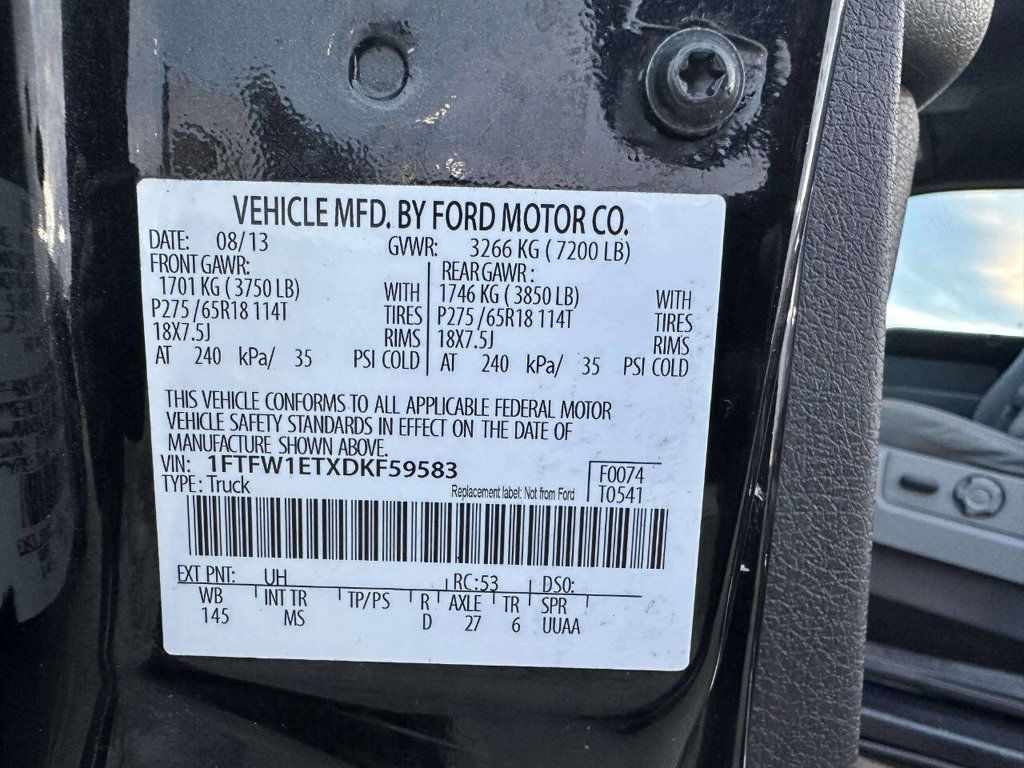 VEHICLE MFD. BY FORD MOTOR CO.
DATE: 08/13 GVWR: 3266 KG ( 7200 LB)
FRONT GAWR: REAR GAWR :
1701 KG ( 3750 LB) WITH 1746 KG ( 3850 LB) WITH
P275 /65R18 114T TIRES P275 /65R18 114T TIRES
18X7.5J RIMS 18X7.5J RIMS
AT 240 kPa/ 35 PSI COLD AT 240 kPa/ 35 PSI COLD
THIS VEHICLE CONFORMS TO ALL APPLICABLE FEDERAL MOTOR
VEHICLE SAFETY STANDARDS IN EFFECT ON THE DATE OF
MANUFACTURE SHOWN ABOVE.
VIN: 1FTFW1ETXDKF59583 F0074
TYPE: Truck Replacement label: Not from Ford T0541
EXT PNT: UH RC:53 DSO:
WB INT TR TP/PS R AXLE TR SPR
145 MS D 27 6 UUAA